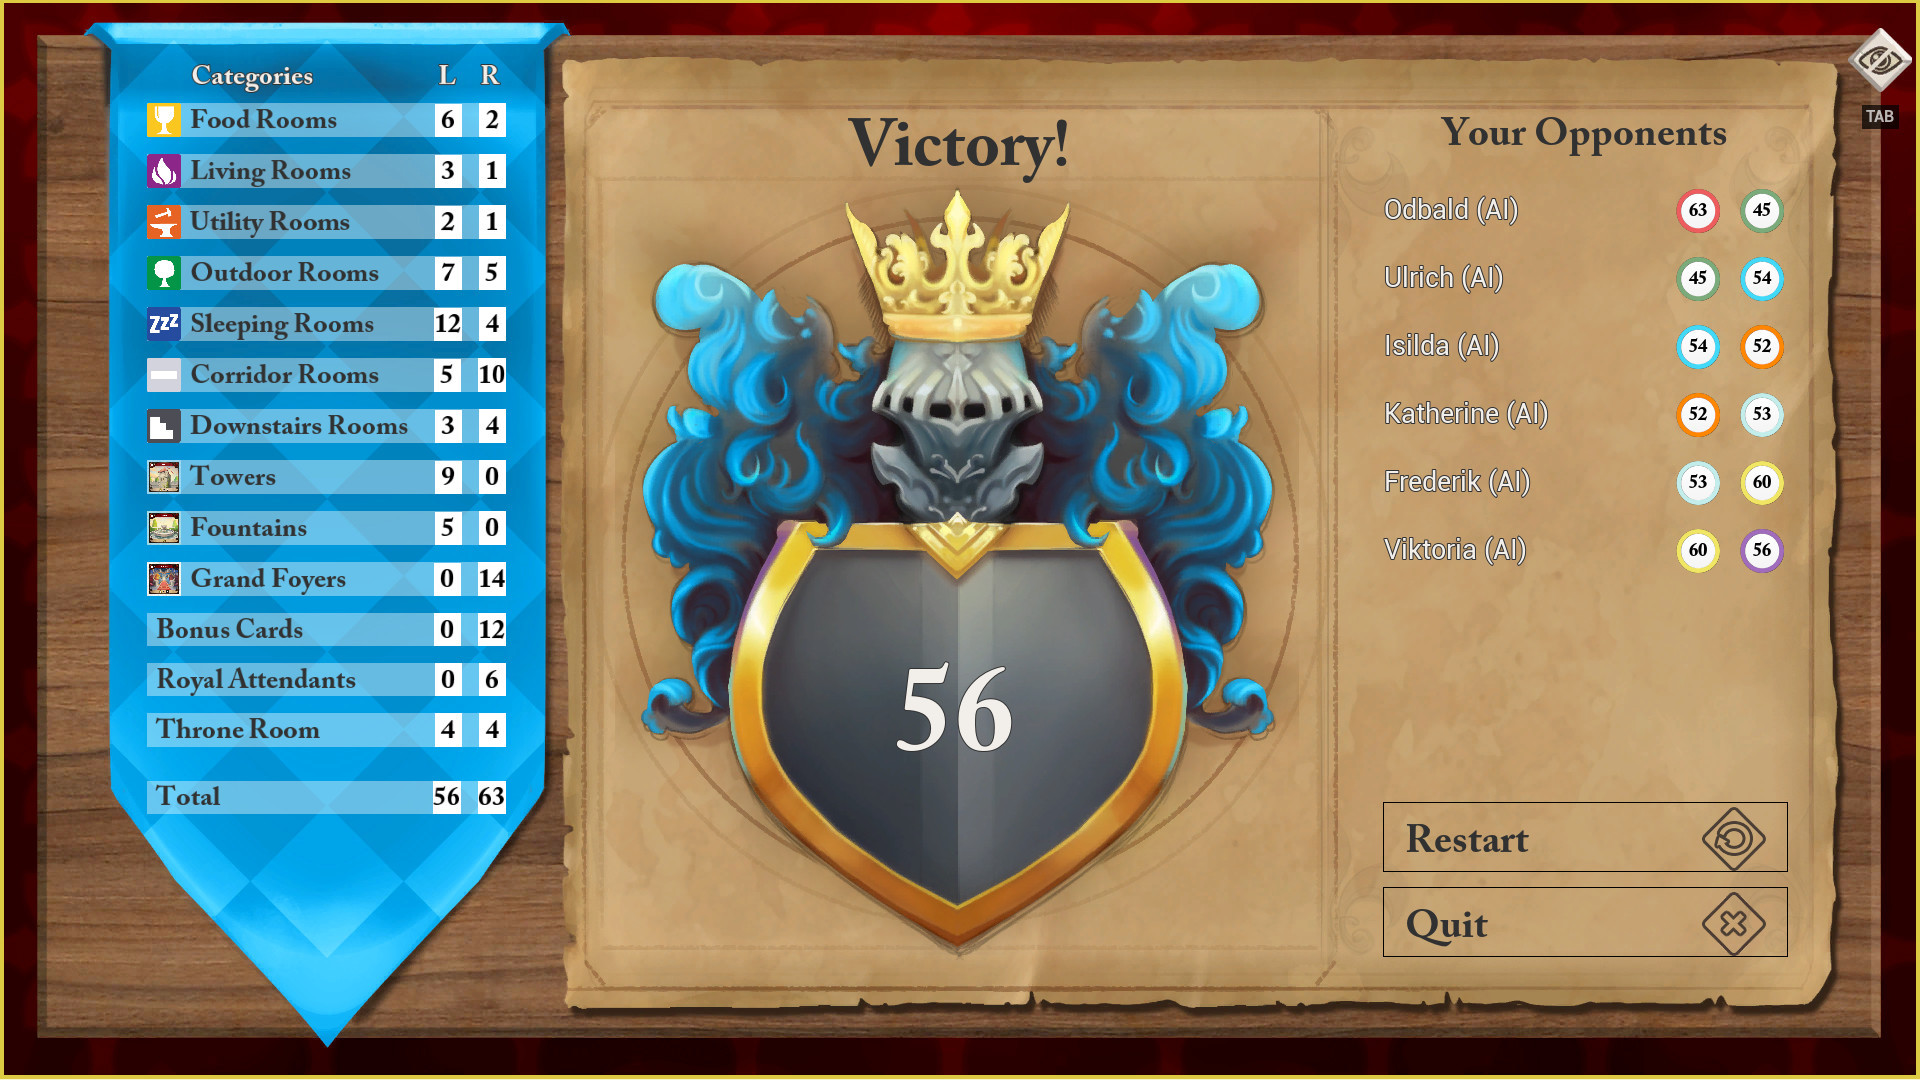 Categories L R
Food Rooms 6 2
Living Rooms 3 1
Utility Rooms 2 1
Outdoor Rooms 7 5
zzz Sleeping Rooms 12 4
Corridor Rooms 5 10
Downstairs Rooms 3 4
Towers 9 0
Fountains 5 0
Grand Foyers 0 14
Bonus Cards 0 12
Royal Attendants 0 6
Throne Room 4 4
Total 56 63
Victory!
56
Your Opponents
Odbald (AI) 63 45
Ulrich (AI) 45 54
Isilda (AI) 54 52
Katherine (AI) 52 53
Frederik (AI) 53 60
Viktoria (AI) 60 56
Restart
Quit
TAB